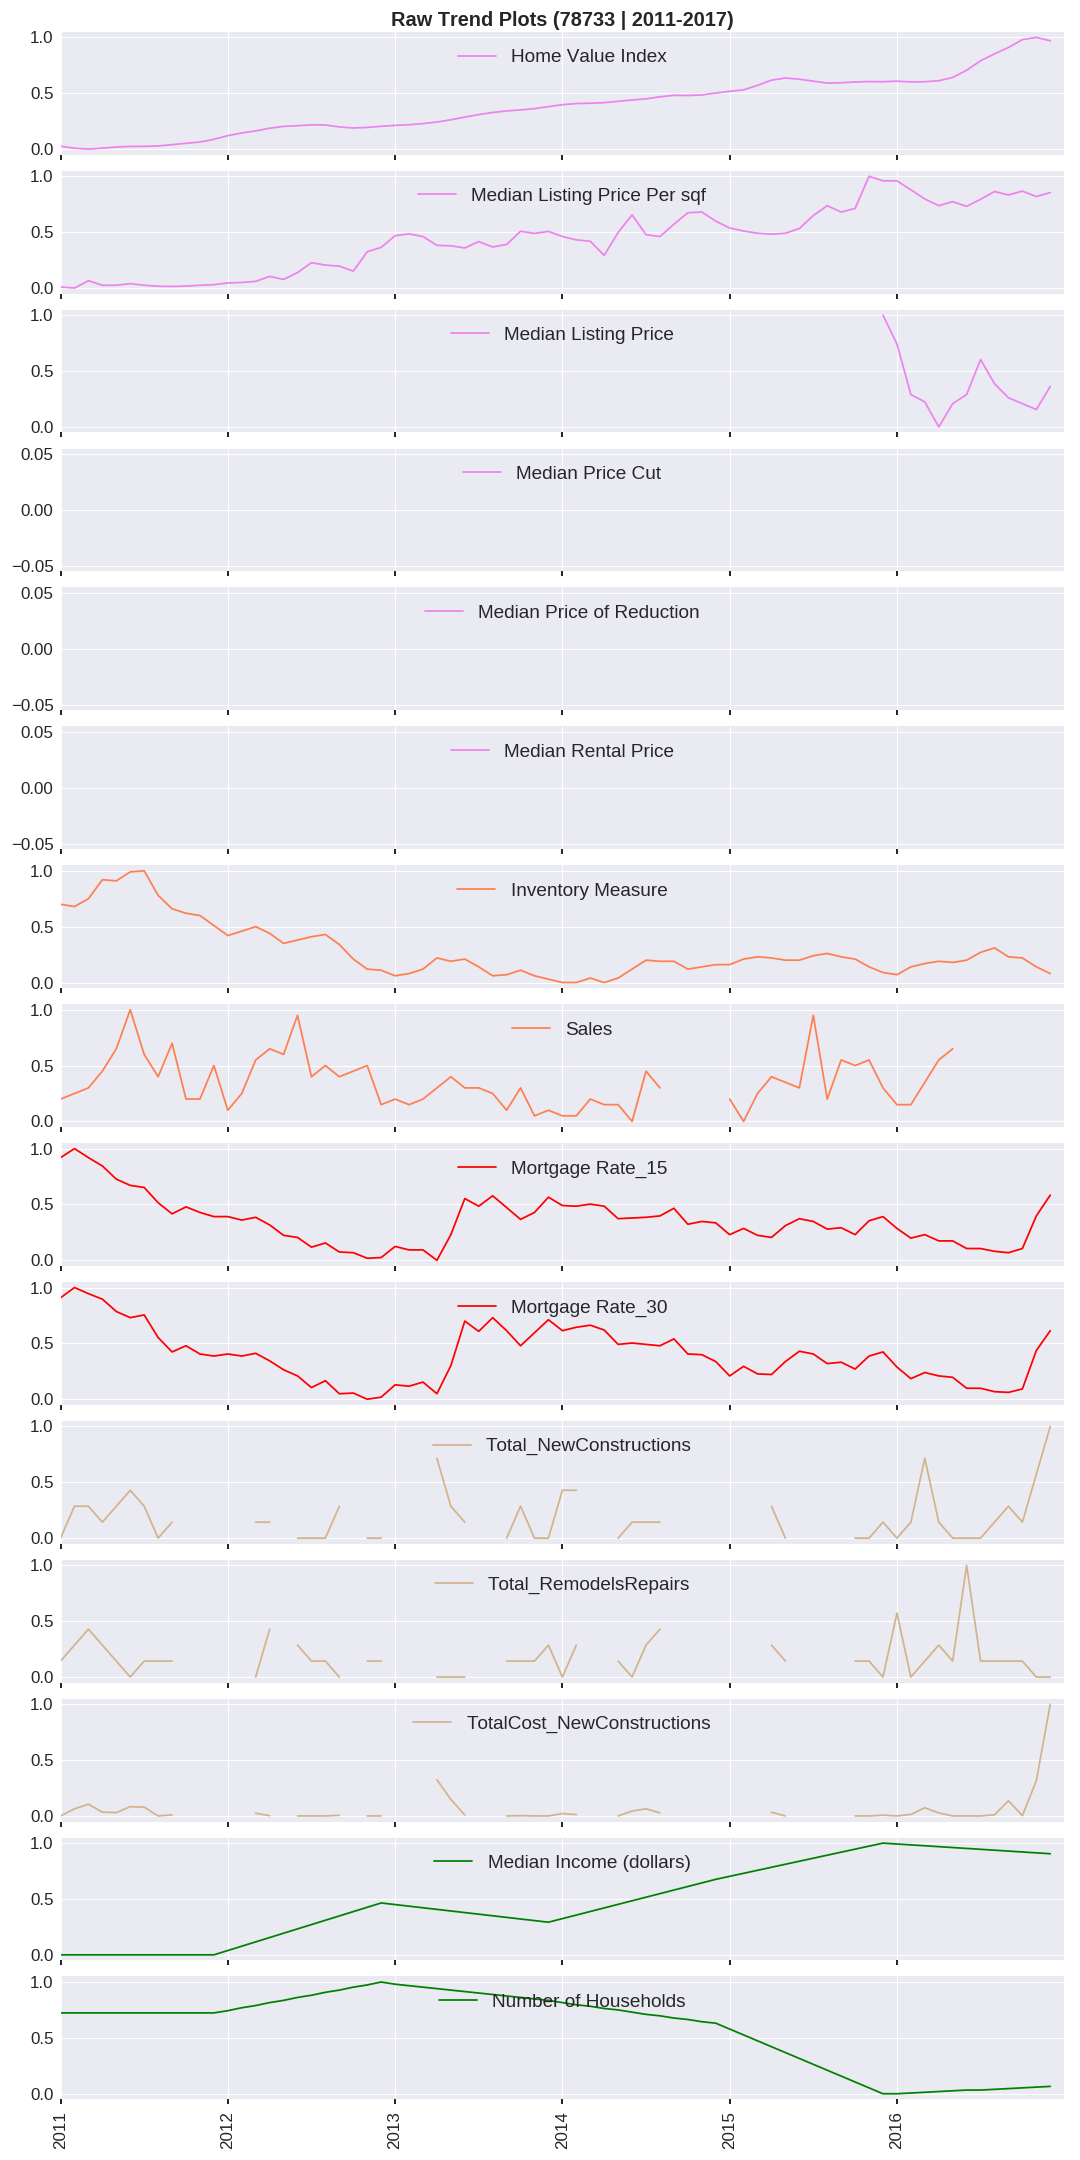 Raw Trend Plots (78733 | 2011-2017)
1.0
Home Value Index
0.5
0.0
1.0
Median Listing Price Per sqf
0.5
0.0
1.0
Median Listing Price
0.5
0.0
0.05
Median Price Cut
0.00
−0.05
0.05
Median Price of Reduction
0.00
−0.05
0.05
Median Rental Price
0.00
−0.05
1.0
Inventory Measure
0.5
0.0
1.0
Sales
0.5
0.0
1.0
Mortgage Rate_15
0.5
0.0
1.0
Mortgage Rate_30
0.5
0.0
1.0
Total_NewConstructions
0.5
0.0
1.0
Total_RemodelsRepairs
0.5
0.0
1.0
TotalCost_NewConstructions
0.5
0.0
1.0
Median Income (dollars)
0.5
0.0
1.0
Number of Households
0.5
0.0
2011 2012 2013 2014 2015 2016